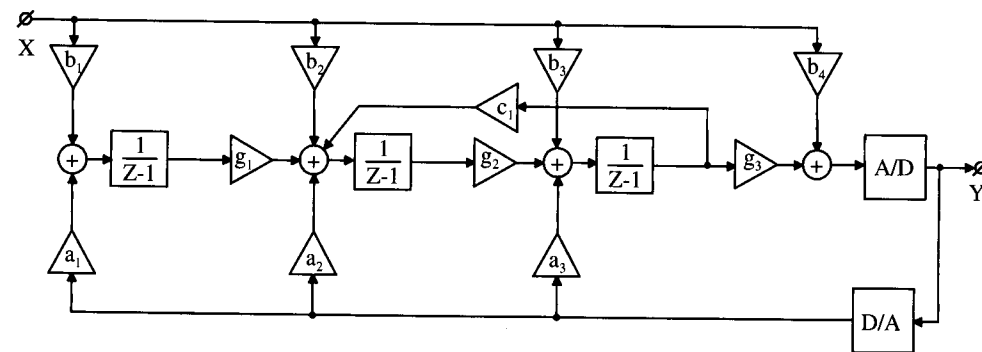 X
b₁
b₂
b₃
b₄
c₁
+
1
Z-1
g₁
+
1
Z-1
g₂
+
1
Z-1
g₃
+
A/D
Y
a₁
a₂
a₃
D/A